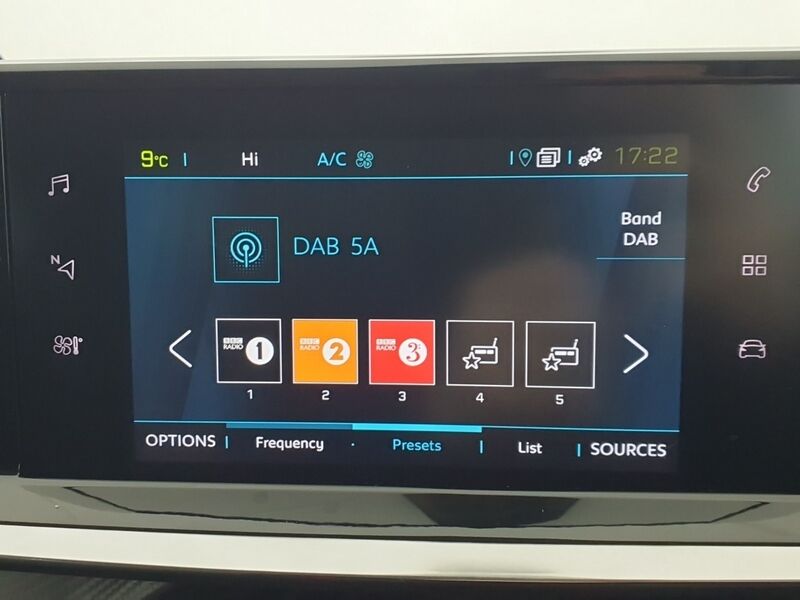 9°C Hi A/C 17:22
N
DAB 5A
Band
DAB
BBC RADIO 1
BBC RADIO 2
BBC RADIO 3
1 2 3 4 5
OPTIONS Frequency · Presets List SOURCES